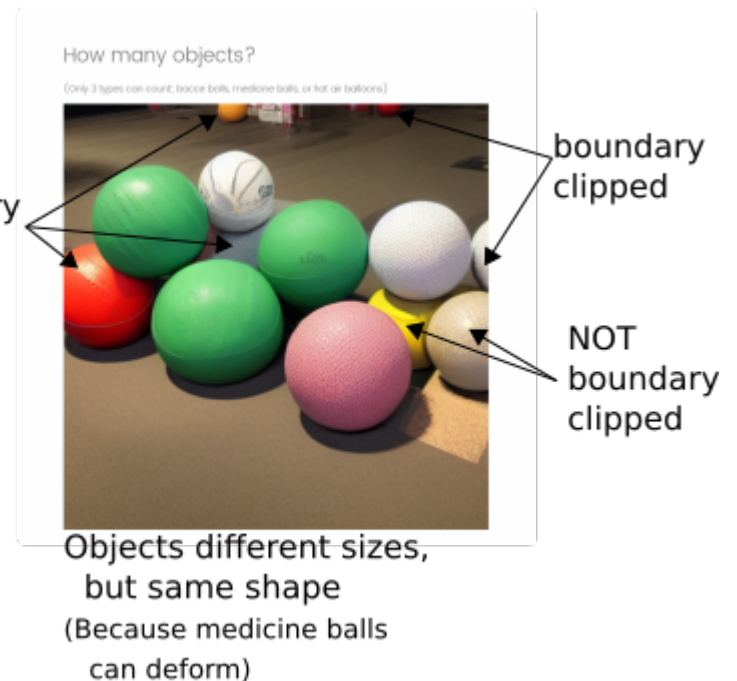 How many objects?
(Only 3 types can count: bocce balls, medicine balls, or hot air balloons)
boundary
clipped
ry
NOT
boundary
clipped
Objects different sizes,
but same shape
(Because medicine balls
can deform)